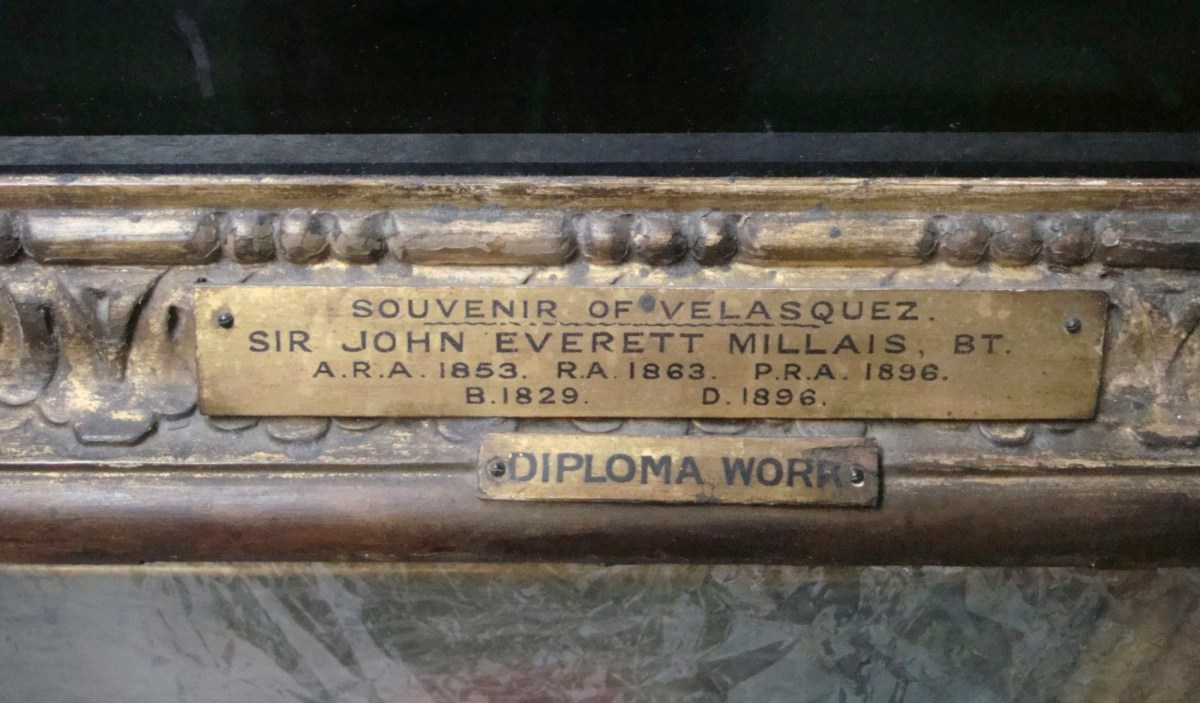 SOUVENIR OF VELASQUEZ.
SIR JOHN EVERETT MILLAIS, BT.
A.R.A. 1853. R.A. 1863. P.R.A. 1896.
B. 1829. D. 1896.
DIPLOMA WORK